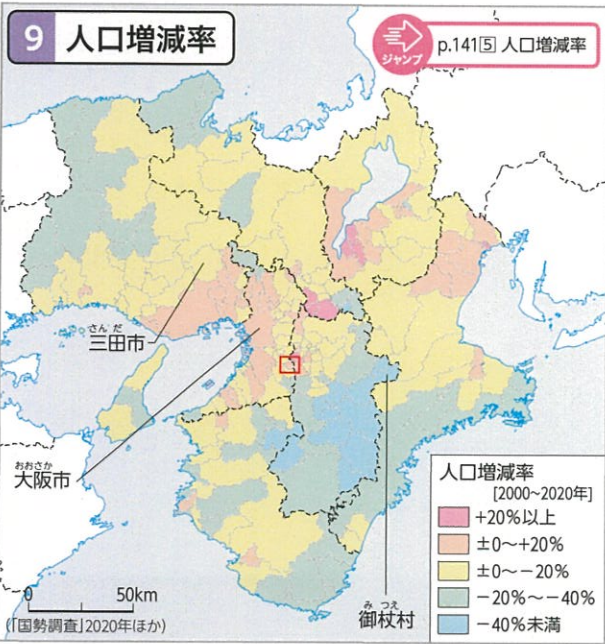 9 人口増減率
ジャンプ p.141 5 人口増減率
さんだ
三田市
おおさか
大阪市
人口増減率
[2000~2020年]
+20%以上
±0~+20%
±0~−20%
−20%~−40%
−40%未満
0 50km
みつえ
御杖村
(「国勢調査」2020年ほか)